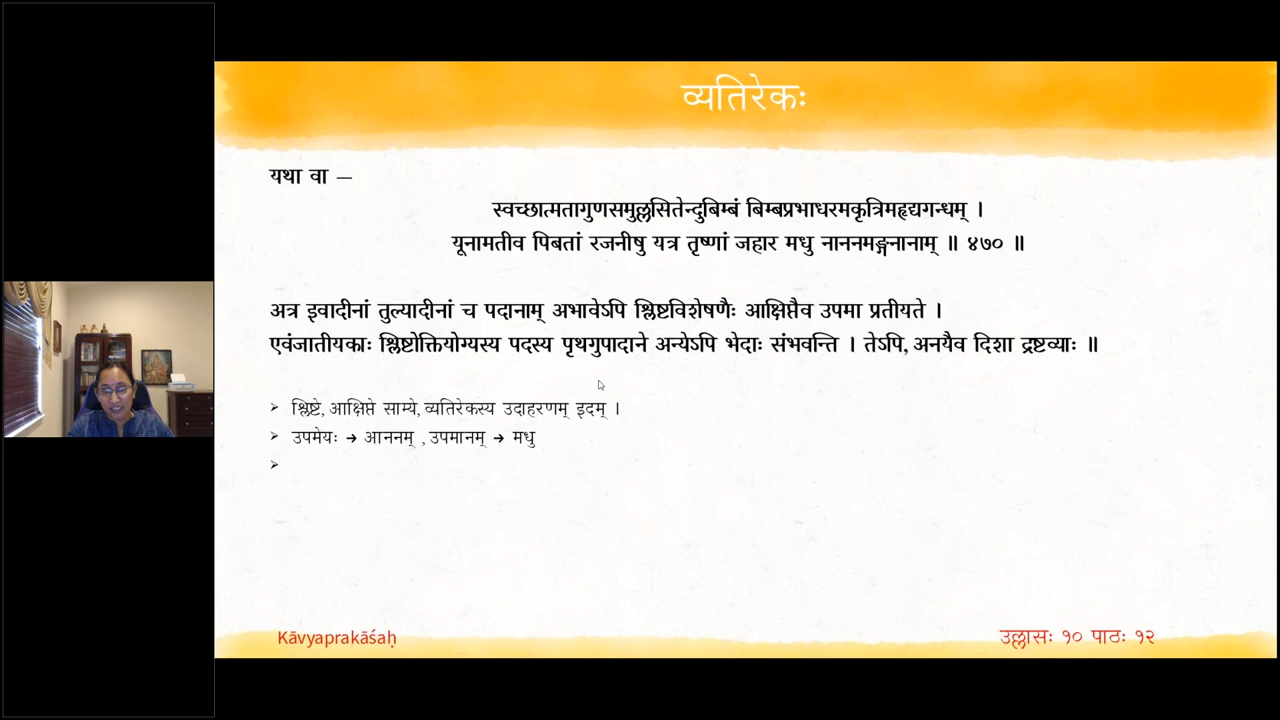 व्यतिरेकः
यथा वा —
स्वच्छात्मतागुणसमुल्लसितेन्दुबिम्बं बिम्बप्रभाधरमकृत्रिमहृद्यगन्धम् ।
यूनामतीव पिबतां रजनीषु यत्र तृष्णां जहार मधु नाननमङ्गनानाम् ॥ ४७० ॥
अत्र इवादीनां तुल्यादीनां च पदानाम् अभावेऽपि श्लिष्टविशेषणैः आक्षिप्तैव उपमा प्रतीयते ।
एवंजातीयकाः श्लिष्टोक्तियोग्यस्य पदस्य पृथगुपादाने अन्येऽपि भेदाः संभवन्ति । तेऽपि, अनयैव दिशा द्रष्टव्याः ॥
➢ श्लिष्टे, आक्षिप्ते साम्ये, व्यतिरेकस्य उदाहरणम् इदम् ।
➢ उपमेयः → आननम् , उपमानम् → मधु
➢
Kāvyaprakāśaḥ
उल्लासः १० पाठः १२